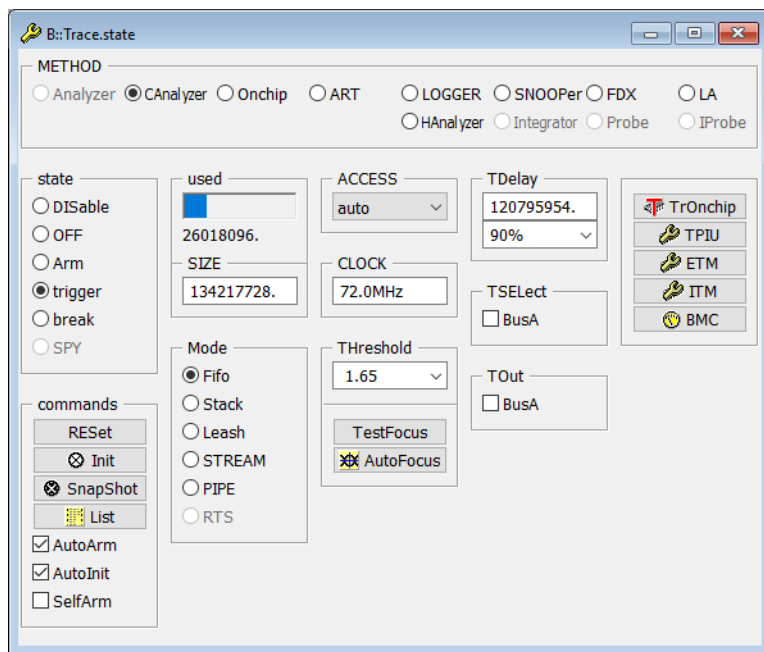 B::Trace.state
METHOD
Analyzer CAnalyzer Onchip ART LOGGER SNOOPer FDX LA
HAnalyzer Integrator Probe IProbe
state
DISable
OFF
Arm
trigger
break
SPY
commands
RESet
Init
SnapShot
List
AutoArm
AutoInit
SelfArm
used
26018096.
SIZE
134217728.
Mode
Fifo
Stack
Leash
STREAM
PIPE
RTS
ACCESS
auto
CLOCK
72.0MHz
THreshold
1.65
TestFocus
AutoFocus
TDelay
120795954.
90%
TSELect
BusA
TOut
BusA
TrOnchip
TPIU
ETM
ITM
BMC